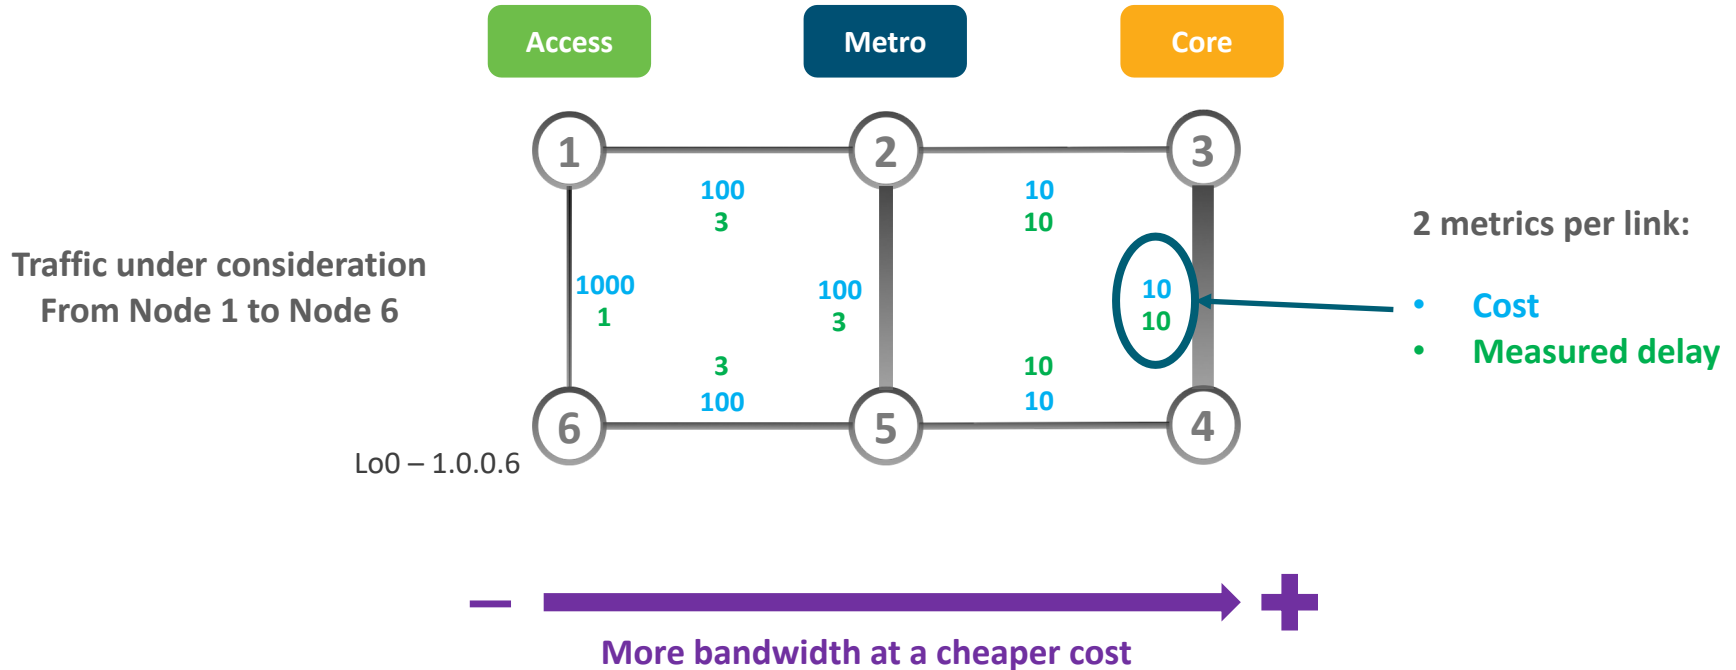 Access
Metro
Core
1
2
3
100
3
10
10
Traffic under consideration
From Node 1 to Node 6
1000
1
100
3
10
10
2 metrics per link:
• Cost
• Measured delay
3
100
10
10
6
5
4
Lo0 – 1.0.0.6
More bandwidth at a cheaper cost